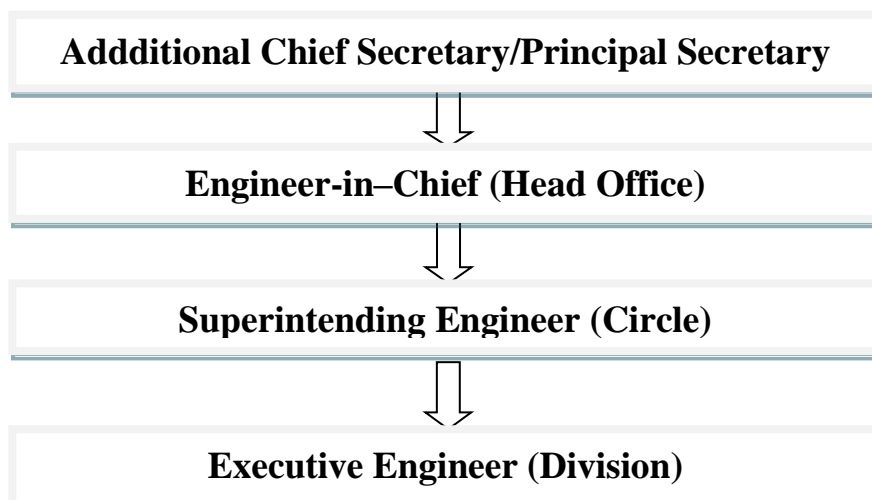 Addditional Chief Secretary/Principal Secretary
Engineer-in–Chief (Head Office)
Superintending Engineer (Circle)
Executive Engineer (Division)